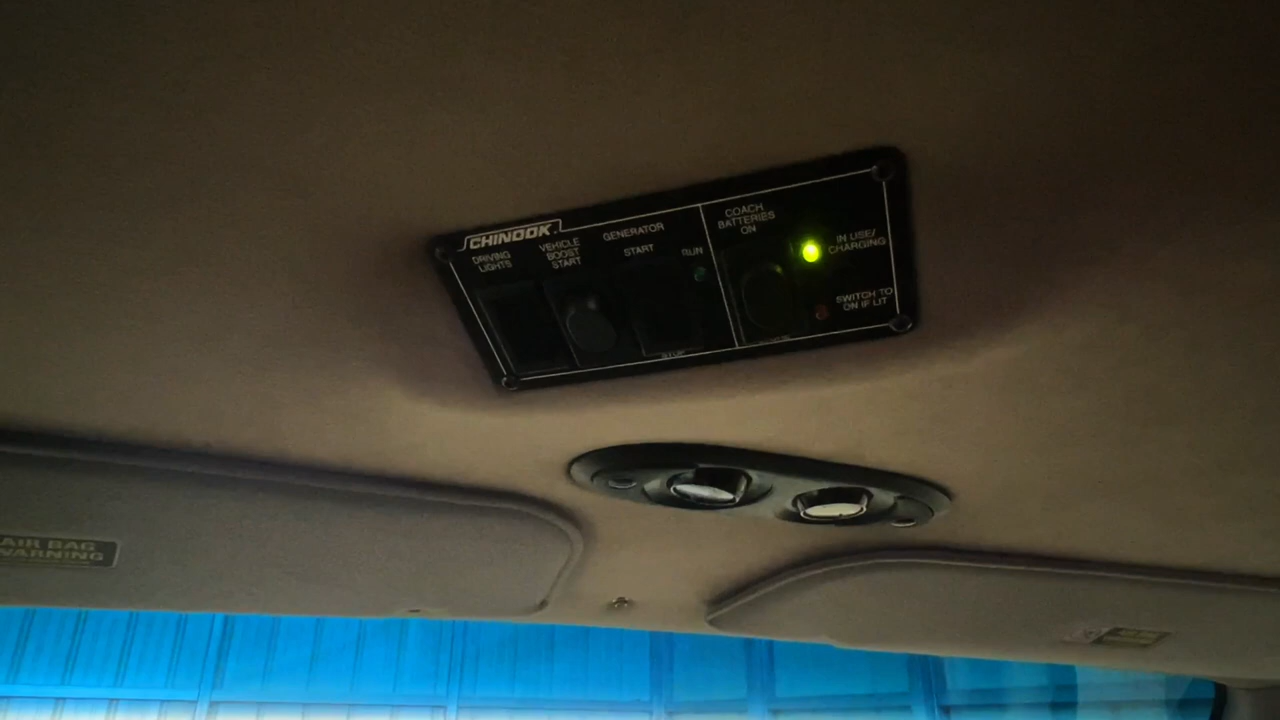 CHINOOK
DRIVING
LIGHTS
VEHICLE
BOOST
START
GENERATOR
START
RUN
STOP
COACH
BATTERIES
ON
IN USE/
CHARGING
SWITCH TO
ON IF LIT
AIR BAG
WARNING